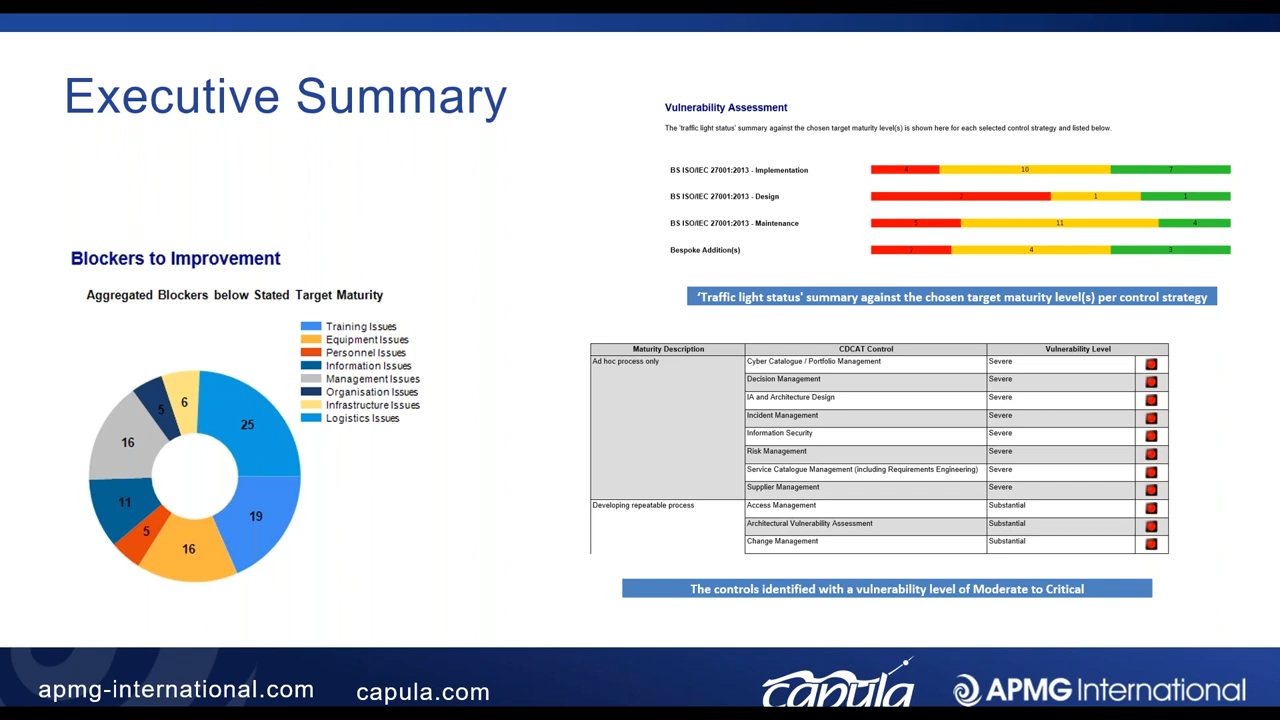 Executive Summary
Blockers to Improvement
Aggregated Blockers below Stated Target Maturity
Training Issues
Equipment Issues
Personnel Issues
Information Issues
Management Issues
Organisation Issues
Infrastructure Issues
Logistics Issues
25
19
16
5
11
16
5
6
Vulnerability Assessment
The 'traffic light status' summary against the chosen target maturity level(s) is shown here for each selected control strategy and listed below.
BS ISO/IEC 27001:2013 - Implementation 4 10 7
BS ISO/IEC 27001:2013 - Design 2 1 1
BS ISO/IEC 27001:2013 - Maintenance 5 11 4
Bespoke Addition(s) 2 4 3
‘Traffic light status' summary against the chosen target maturity level(s) per control strategy
Maturity Description CDCAT Control Vulnerability Level
Ad hoc process only Cyber Catalogue / Portfolio Management Severe
Decision Management Severe
IA and Architecture Design Severe
Incident Management Severe
Information Security Severe
Risk Management Severe
Service Catalogue Management (including Requirements Engineering) Severe
Supplier Management Severe
Developing repeatable process Access Management Substantial
Architectural Vulnerability Assessment Substantial
Change Management Substantial
The controls identified with a vulnerability level of Moderate to Critical
apmg-international.com capula.com capula APMG International